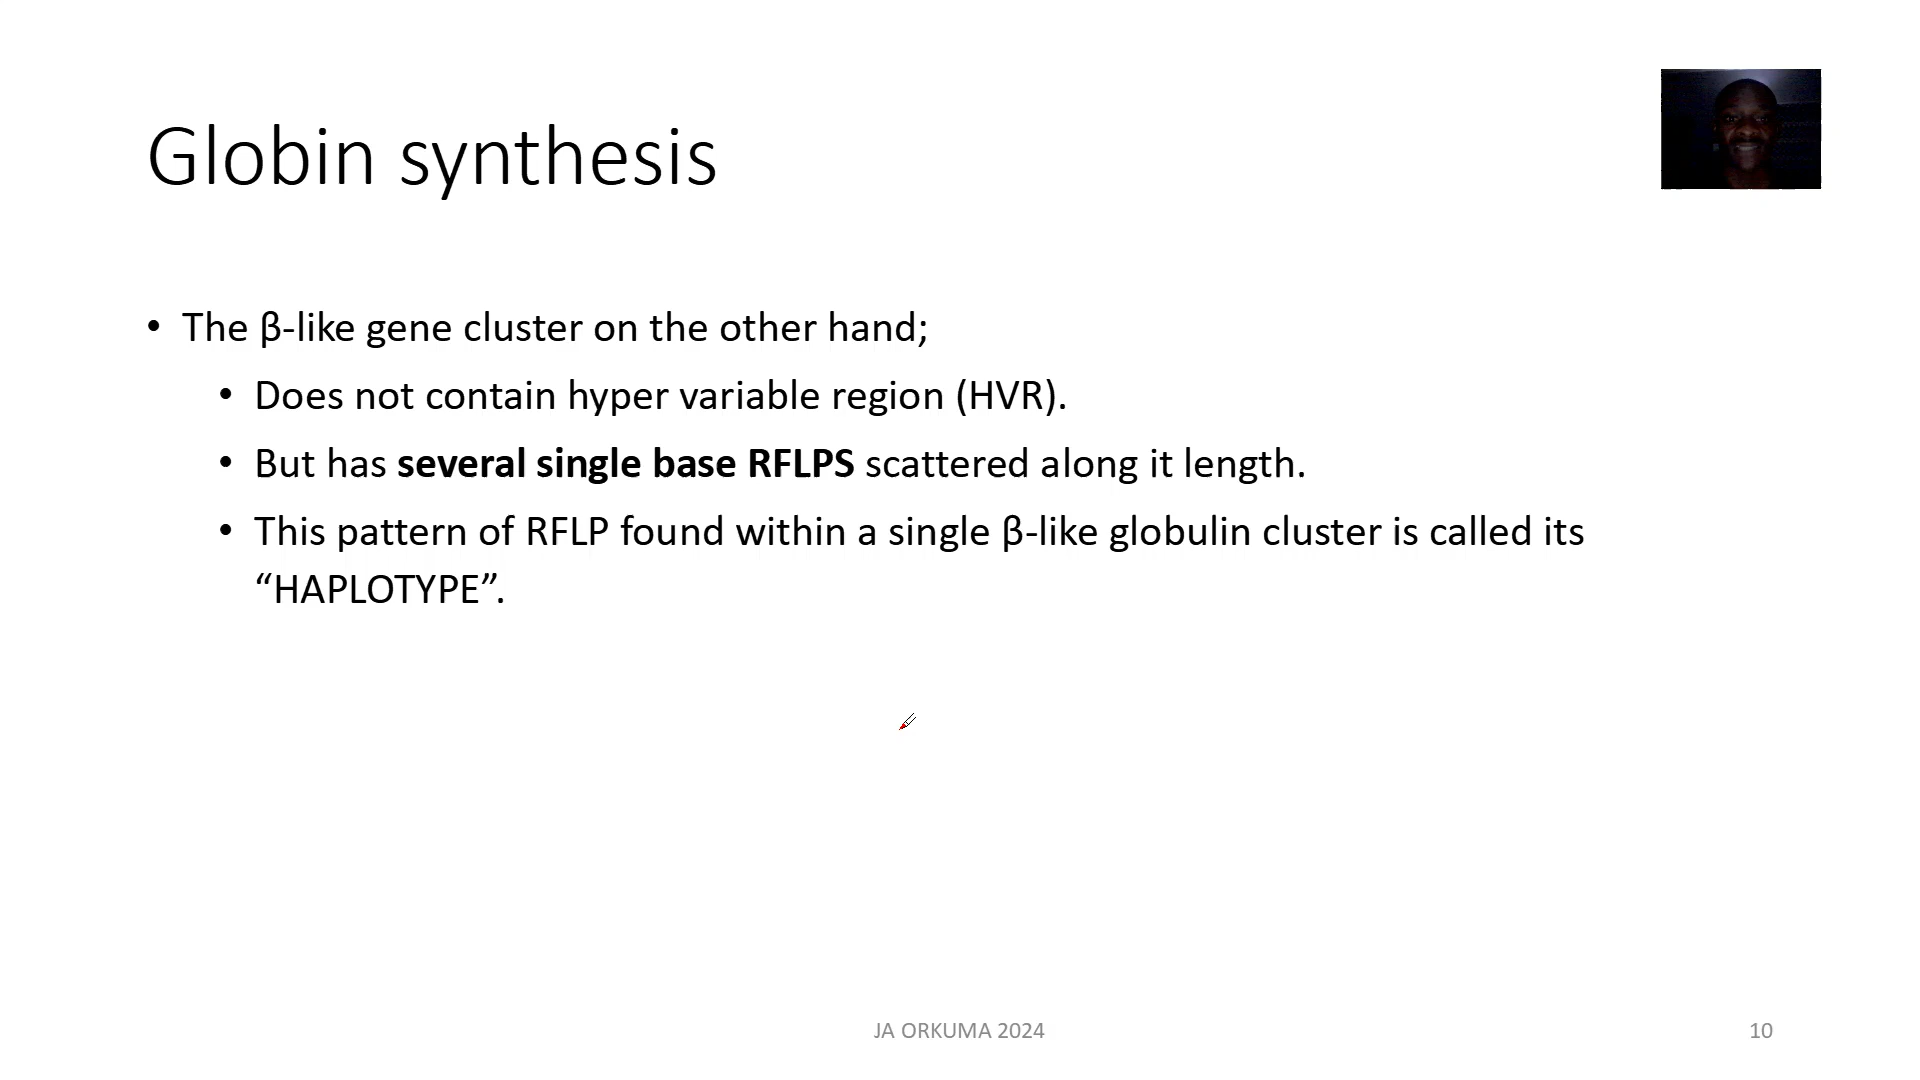 Globin synthesis
• The β-like gene cluster on the other hand;
• Does not contain hyper variable region (HVR).
• But has several single base RFLPS scattered along it length.
• This pattern of RFLP found within a single β-like globulin cluster is called its
“HAPLOTYPE”.
JA ORKUMA 2024
10